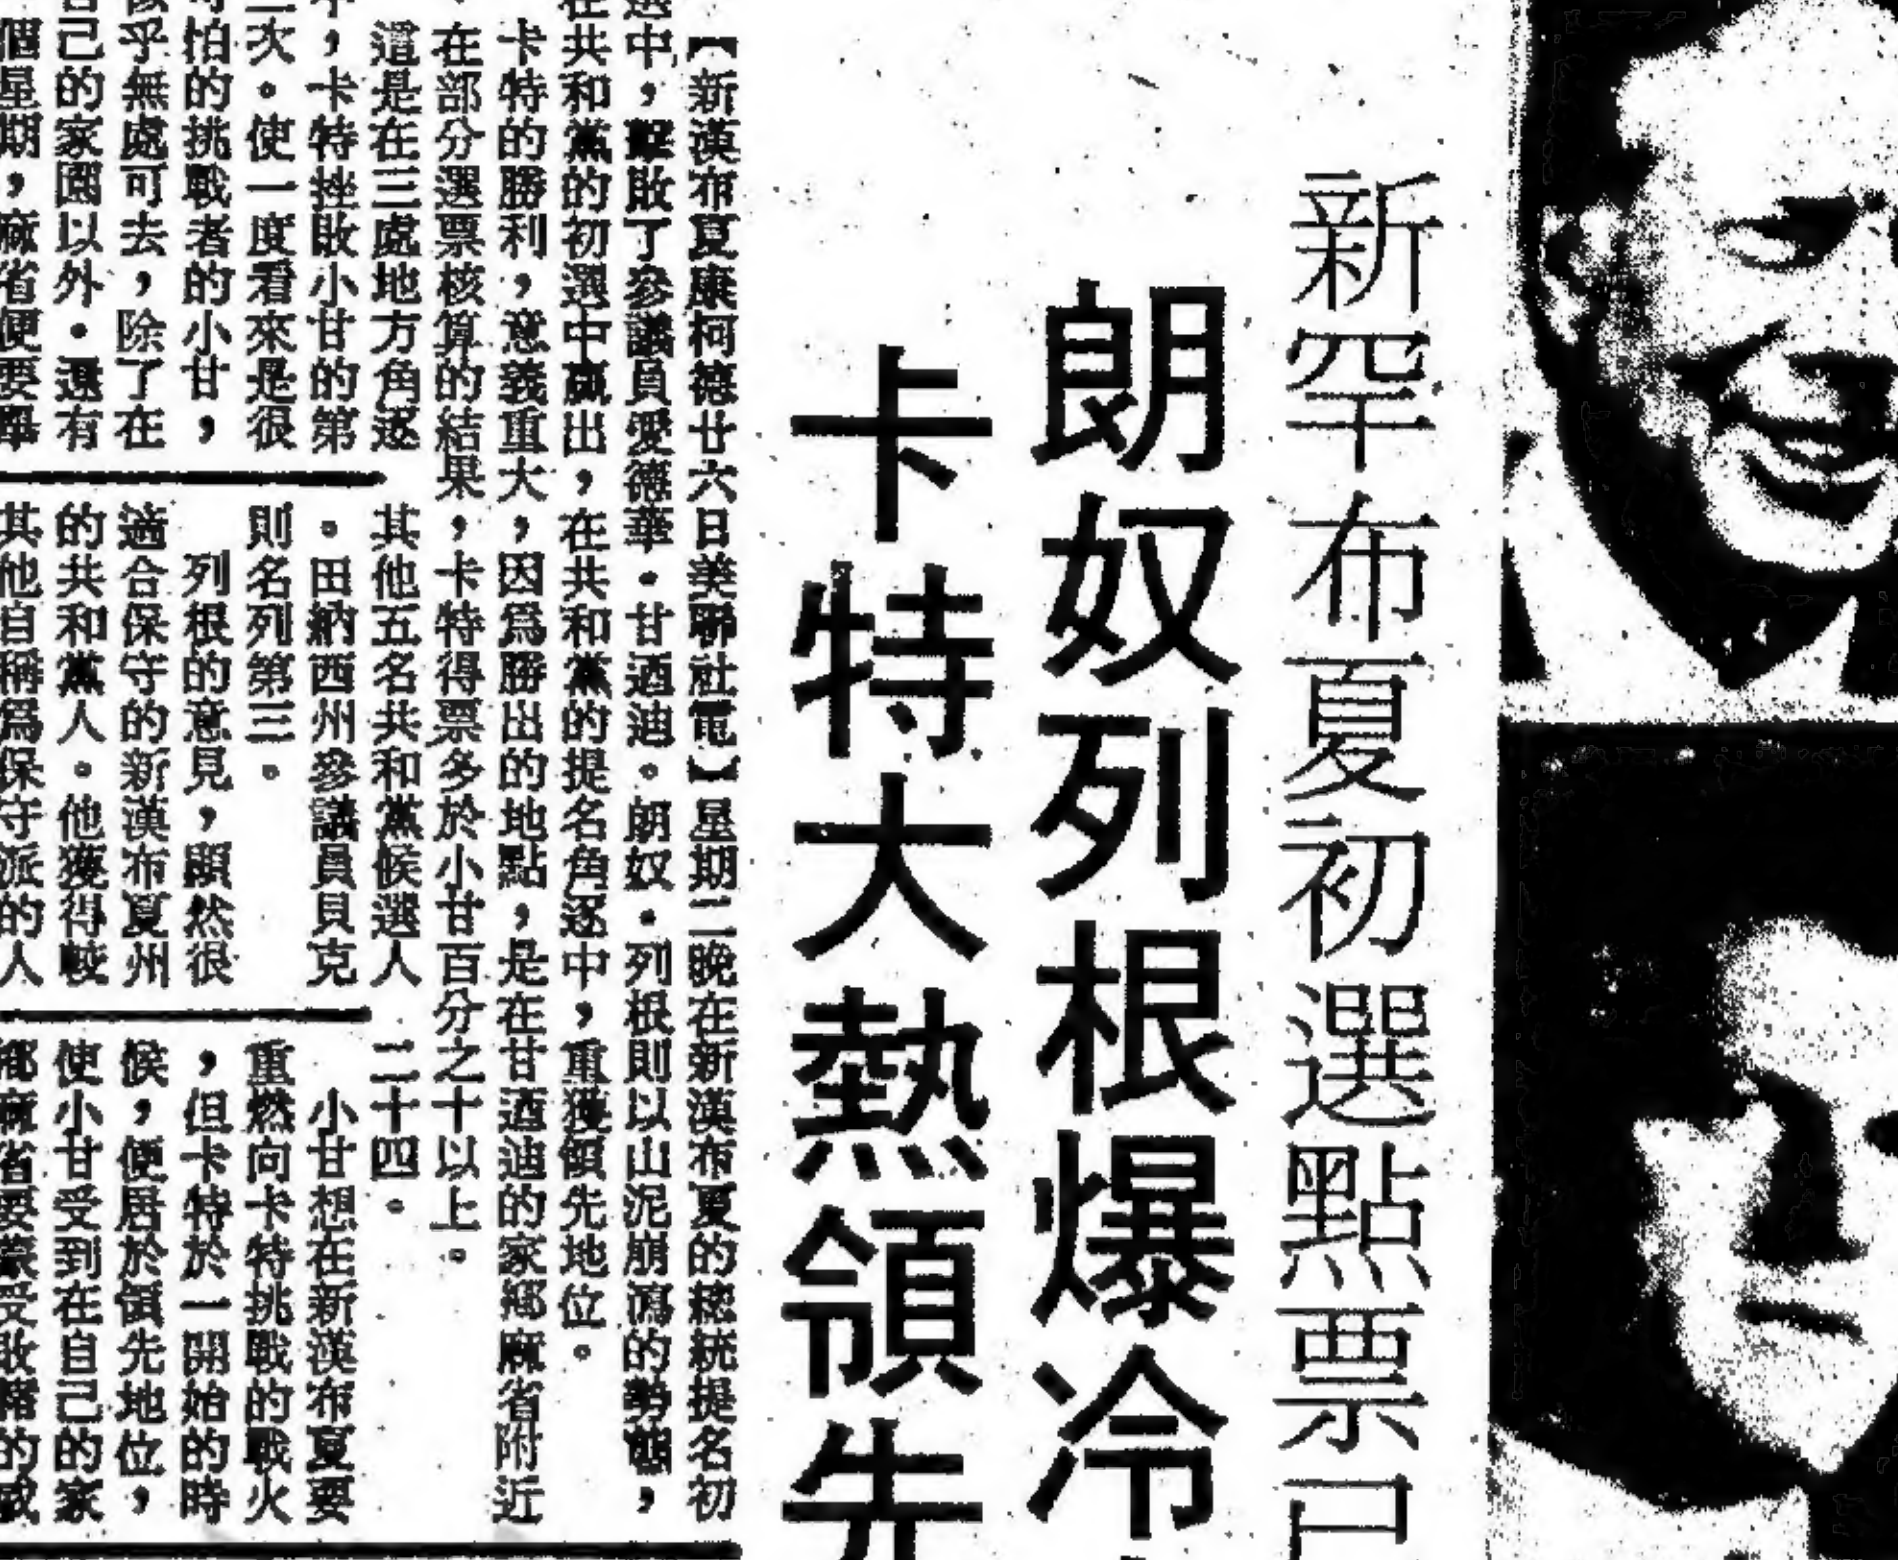 新罕布夏初選點票已
朗奴列根爆冷
卡特大熱領先
【新漢布夏康柯德廿六日美聯社電】星期二晚在新漢布夏的總統提名初
選中，擊敗了參議員愛德華·甘迺迪。朗奴·列根則以山泥崩瀉的勢態，
在共和黨的初選中贏出，在共和黨的提名角逐中，重獲領先地位。
卡特的勝利，意義重大，因爲勝出的地點，是在甘迺迪的家鄉麻省附近
。在部分選票核算的結果，卡特得票多於小甘百分之十以上。
這是在三處地方角逐
中，卡特挫敗小甘的第
二次。使一度看來是很
可怕的挑戰者的小甘，
似乎無處可去，除了在
自己的家園以外·還有
個星期，麻省便要舉
其他五名共和黨候選人
。田納西州參議員貝克
則名列第三。
列根的意見，顯然很
適合保守的新漢布夏州
的共和黨人。他獲得較
其他自稱爲保守派的人
二十四。
小甘想在新漢布夏要
重燃向卡特挑戰的戰火
，但卡特於一開始的時
候，便居於領先地位，
使小甘受到在自己的家
鄉麻省要蒙受敗績的威